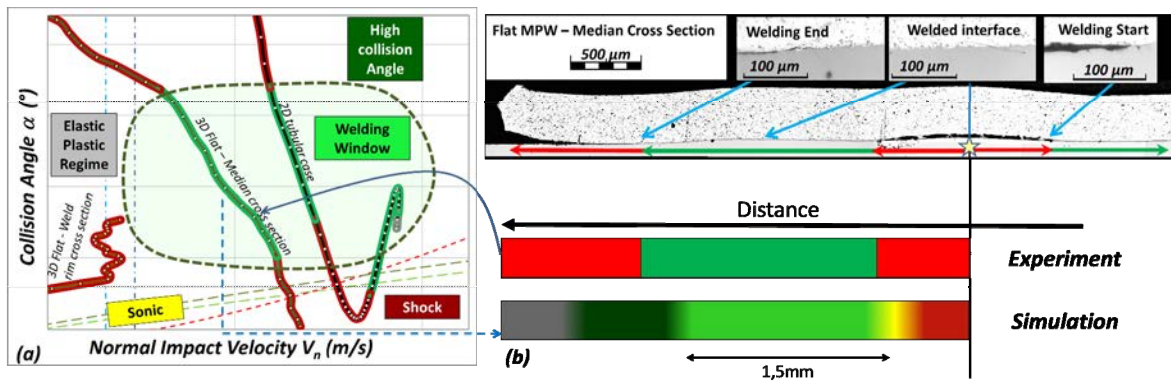 High
collision
Angle
Collision Angle α (°)
Elastic
Plastic
Regime
3D Flat – Median cross section
2D tubular case
Welding
Window
3D Flat - Weld
rim cross section
Sonic
Shock
(a)
Normal Impact Velocity Vn (m/s)
Flat MPW – Median Cross Section
500 µm
Welding End
100 µm
Welded interface
100 µm
Welding Start
100 µm
Distance
Experiment
Simulation
(b)
1,5mm